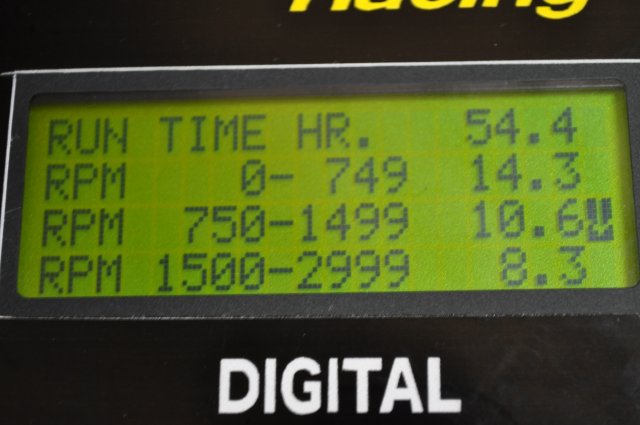 Racing
RUN TIME HR. 54.4
RPM 0- 749 14.3
RPM 750-1499 10.6
RPM 1500-2999 8.3
DIGITAL